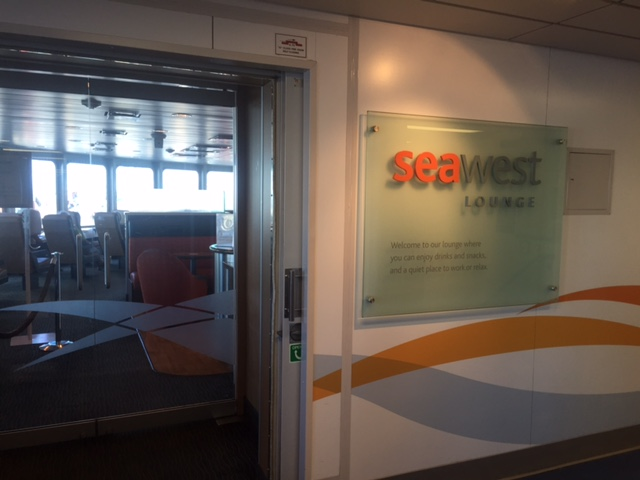 seawest
LOUNGE
Welcome to our lounge where
you can enjoy drinks and snacks,
and a quiet place to work or relax.